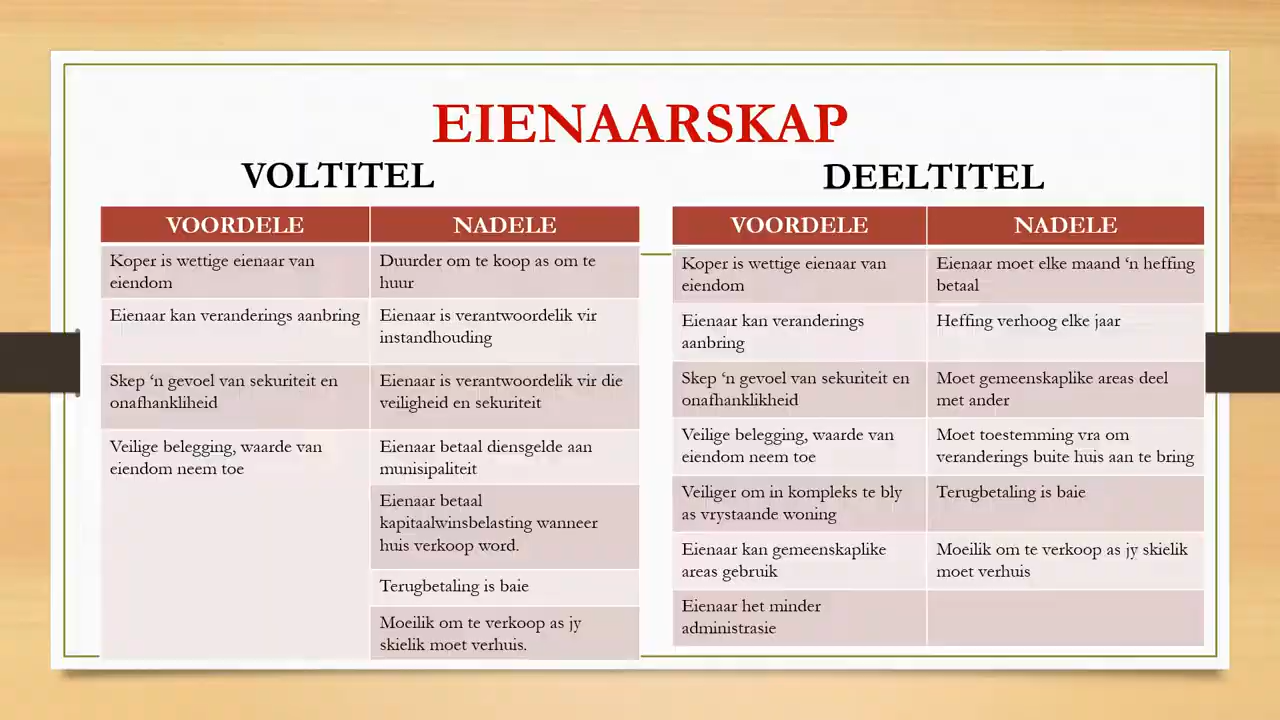 EIENAARSKAP
VOLTITEL
VOORDELE
NADELE
Koper is wettige eienaar van
eiendom
Duurder om te koop as om te
huur
Eienaar kan veranderings aanbring
Eienaar is verantwoordelik vir
instandhouding
Skep ‘n gevoel van sekuriteit en
onafhankliheid
Eienaar is verantwoordelik vir die
veiligheid en sekuriteit
Veilige belegging, waarde van
eiendom neem toe
Eienaar betaal diensgelde aan
munisipaliteit
Eienaar betaal
kapitaalwinsbelasting wanneer
huis verkoop word.
Terugbetaling is baie
Moeilik om te verkoop as jy
skielik moet verhuis.
DEELTITEL
VOORDELE
NADELE
Koper is wettige eienaar van
eiendom
Eienaar moet elke maand ‘n heffing
betaal
Eienaar kan veranderings
aanbring
Heffing verhoog elke jaar
Skep ‘n gevoel van sekuriteit en
onafhanklikheid
Moet gemeenskaplike areas deel
met ander
Veilige belegging, waarde van
eiendom neem toe
Moet toestemming vra om
veranderings buite huis aan te bring
Veiliger om in kompleks te bly
as vrystaande woning
Terugbetaling is baie
Eienaar kan gemeenskaplike
areas gebruik
Moeilik om te verkoop as jy skielik
moet verhuis
Eienaar het minder
administrasie